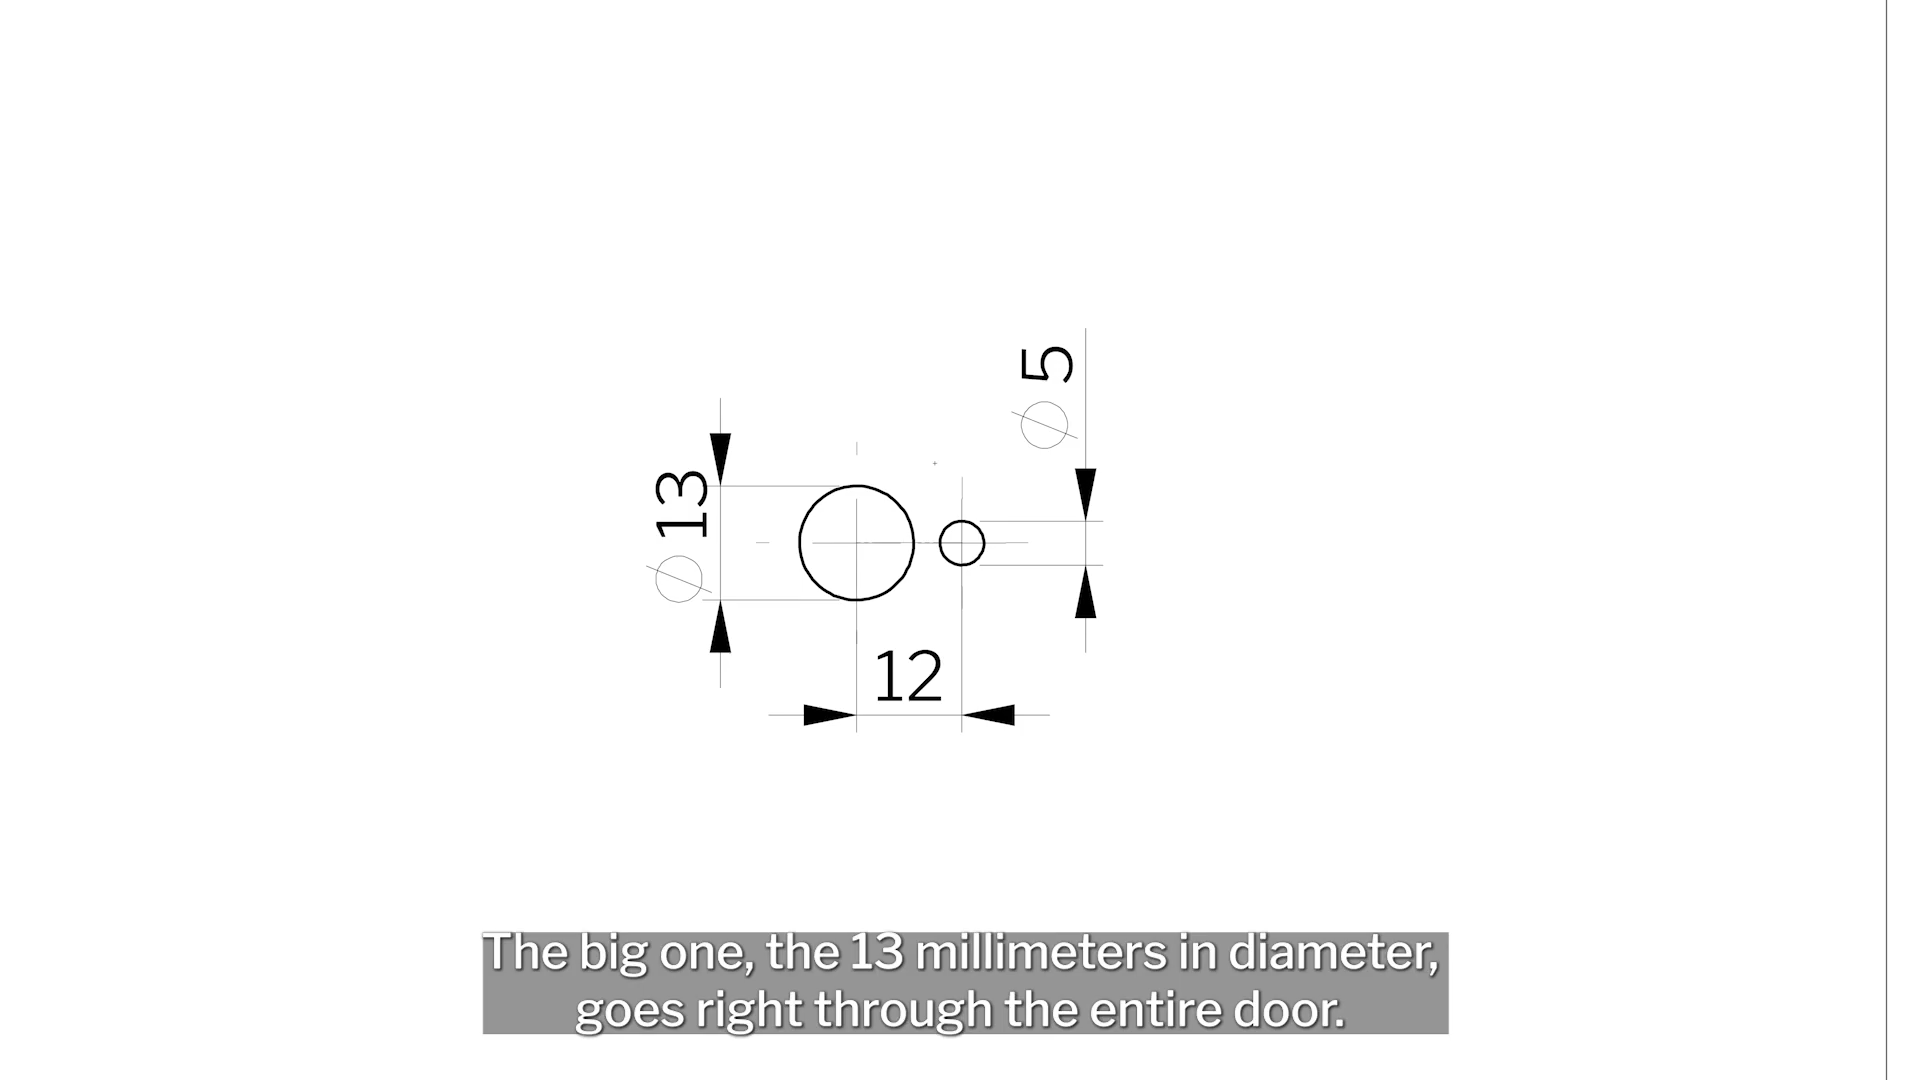 ⌀ 5
⌀ 13
12
The big one, the 13 millimeters in diameter,
goes right through the entire door.